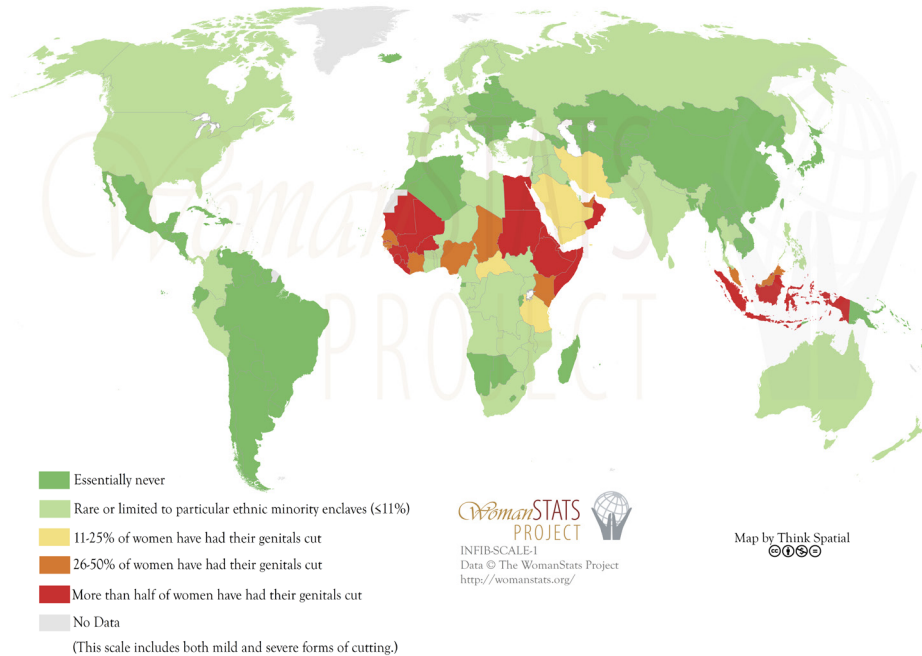 WomanSTATS
PROJECT
Essentially never
Rare or limited to particular ethnic minority enclaves (≤11%)
11-25% of women have had their genitals cut
26-50% of women have had their genitals cut
More than half of women have had their genitals cut
No Data
(This scale includes both mild and severe forms of cutting.)
WomanSTATS
PROJECT
INFIB-SCALE-1
Data © The WomanStats Project
http://womanstats.org/
Map by Think Spatial